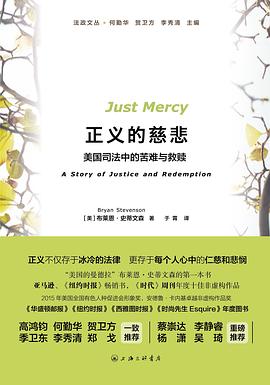 法政文丛 · 何勤华 贺卫方 李秀清 主编
Just Mercy
正义的慈悲
美国司法中的苦难与救赎
A Story of Justice and Redemption
Bryan Stevenson
[美]布莱恩·史蒂文森 著 于霄 译
正义不仅存于冰冷的法律 更存于每个人心中的仁慈和悲悯
“美国的曼德拉”布莱恩·史蒂文森的第一本书
亚马逊、《纽约时报》畅销书，《时代》周刊年度十佳非虚构作品
2015年美国全国有色人种促进会形象奖、安德鲁·卡内基卓越非虚构作品奖
《华盛顿邮报》《纽约时报》《西雅图时报》《时尚先生Esquire》年度图书
高鸿钧 何勤华 贺卫方
季卫东 李秀清 郑戈
一致推荐
蔡崇达 李静睿
杨潇 吴琦
重磅推荐
上海三联书店